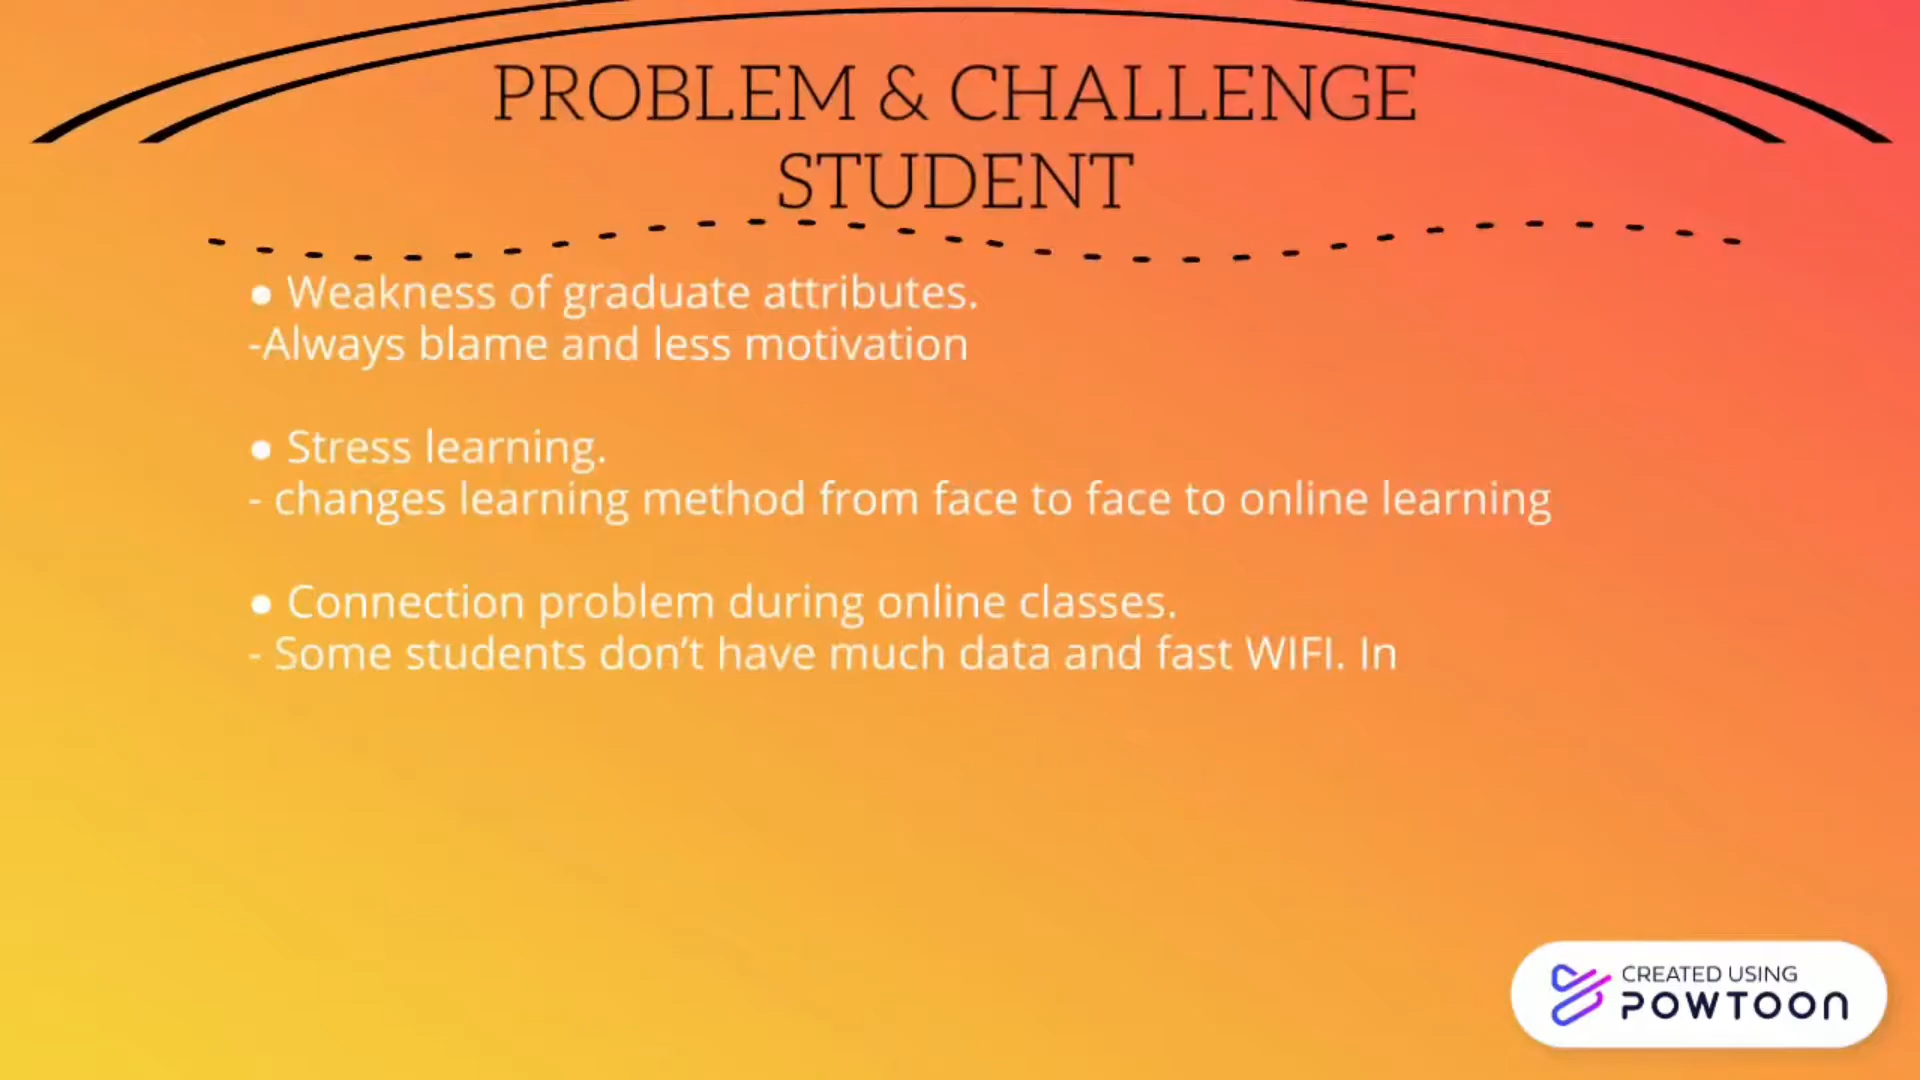 PROBLEM & CHALLENGE
STUDENT
● Weakness of graduate attributes.
-Always blame and less motivation
● Stress learning.
- changes learning method from face to face to online learning
● Connection problem during online classes.
- Some students don’t have much data and fast WIFI. In
CREATED USING
POWTOON